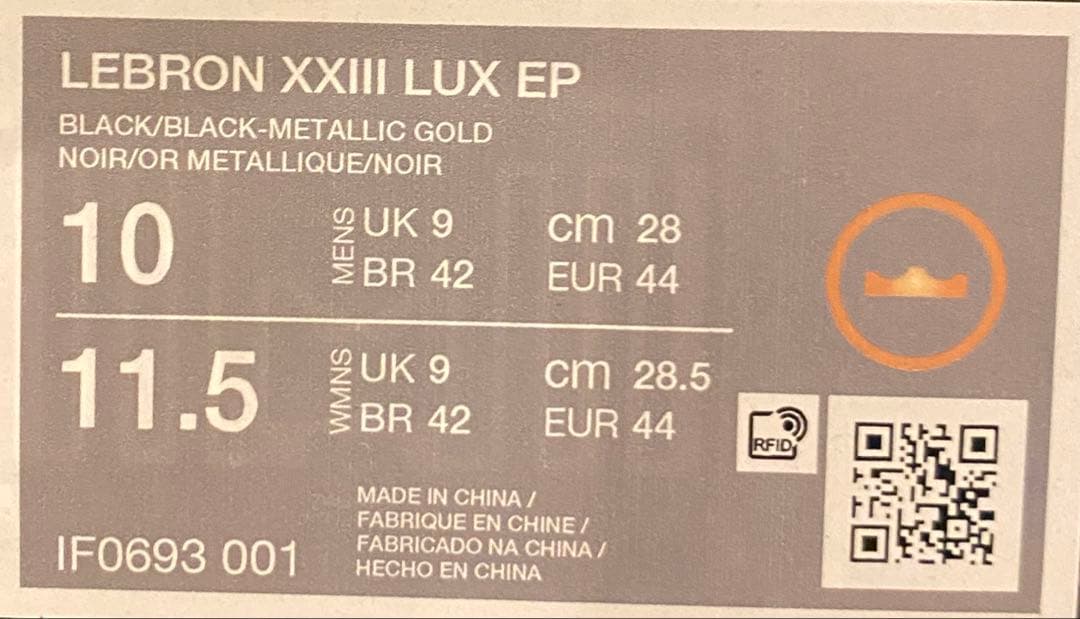 LEBRON XXIII LUX EP
BLACK/BLACK-METALLIC GOLD
NOIR/OR METALLIQUE/NOIR
10 MENS UK 9 cm 28
BR 42 EUR 44
11.5 WMNS UK 9 cm 28.5
BR 42 EUR 44
RFID
MADE IN CHINA /
FABRIQUE EN CHINE /
FABRICADO NA CHINA /
HECHO EN CHINA
IF0693 001